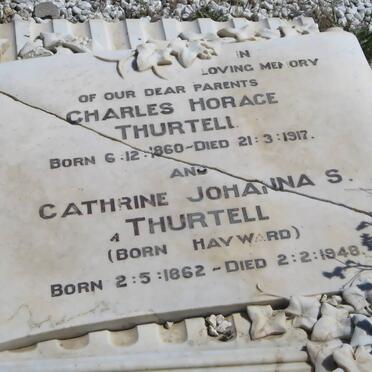 IN
LOVING MEMORY
OF OUR DEAR PARENTS
CHARLES HORACE
THURTELL
BORN 6·12·1860~DIED 21·3·1917.
AND
CATHRINE JOHANNA S.
THURTELL
(BORN HAYWARD)
BORN 2:5:1862~DIED 2:2:1948.